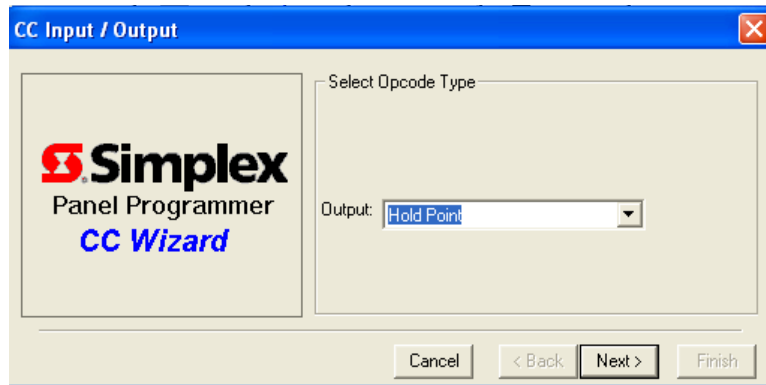 CC Input / Output
Select Opcode Type
Simplex
Panel Programmer
CC Wizard
Output: Hold Point
Cancel < Back Next > Finish